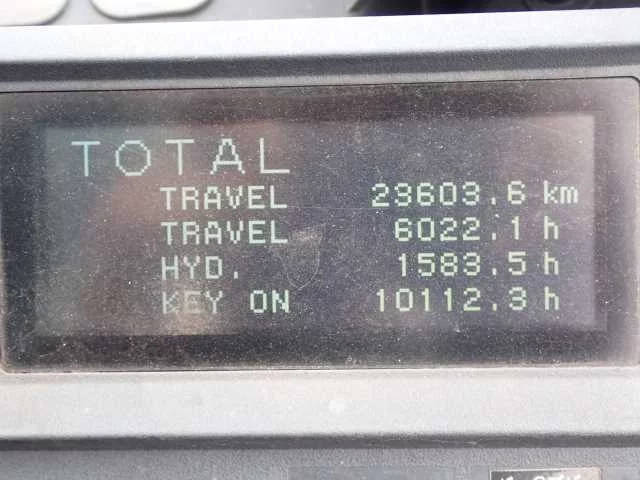 TOTAL
TRAVEL 23603.6 km
TRAVEL 6022.1 h
HYD. 1583.5 h
KEY ON 10112.3 h